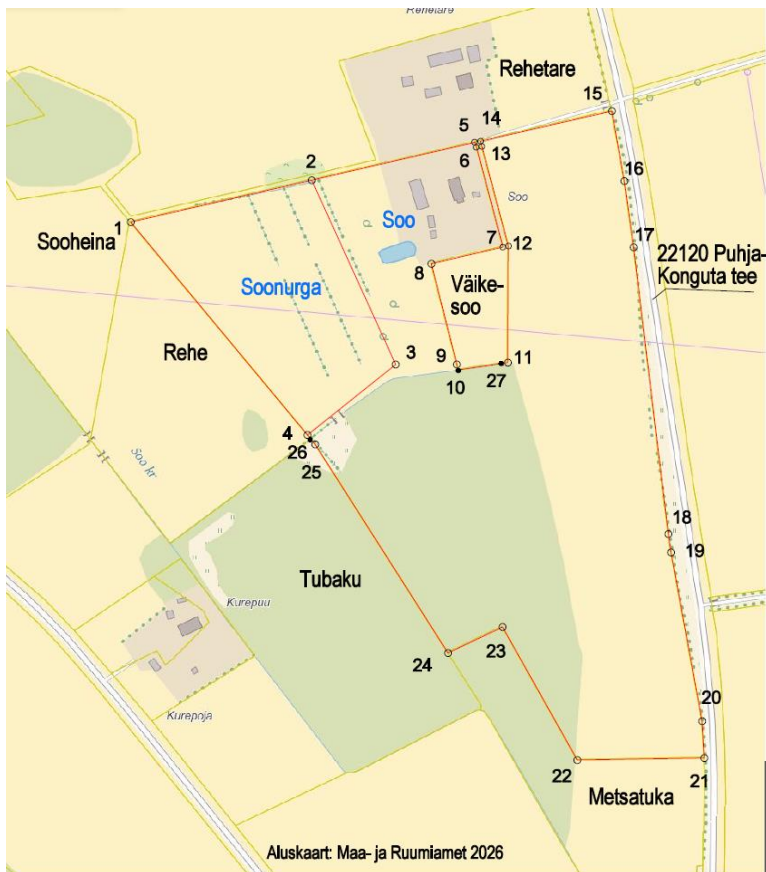 Rehetare
Rehetare
15
14
5
6
13
2
16
Soo
Soo
1
Sooheina
17
22120 Puhja-
Konguta tee
7
12
8
Väike-
soo
Soonurga
Rehe
3
9
11
10
27
4
26
25
Soo kr
18
19
Tubaku
Kurepuu
23
24
Kurepoja
20
21
22
Metsatuka
Aluskaart: Maa- ja Ruumiamet 2026